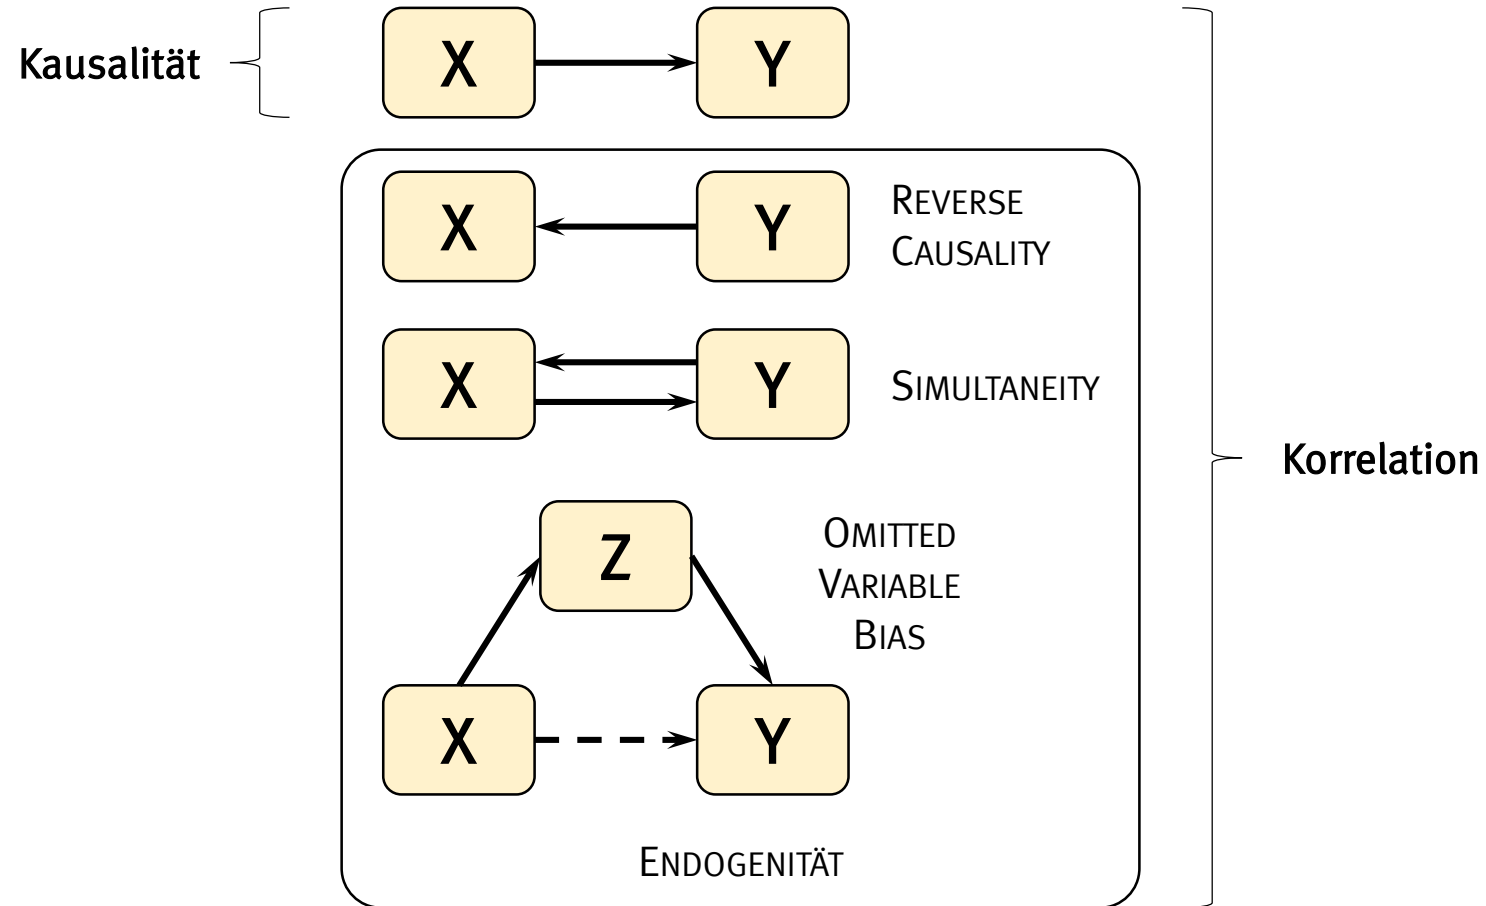 Kausalität
X
Y
X
Y
REVERSE
CAUSALITY
X
Y
SIMULTANEITY
Korrelation
Z
OMITTED
VARIABLE
BIAS
X
Y
ENDOGENITÄT